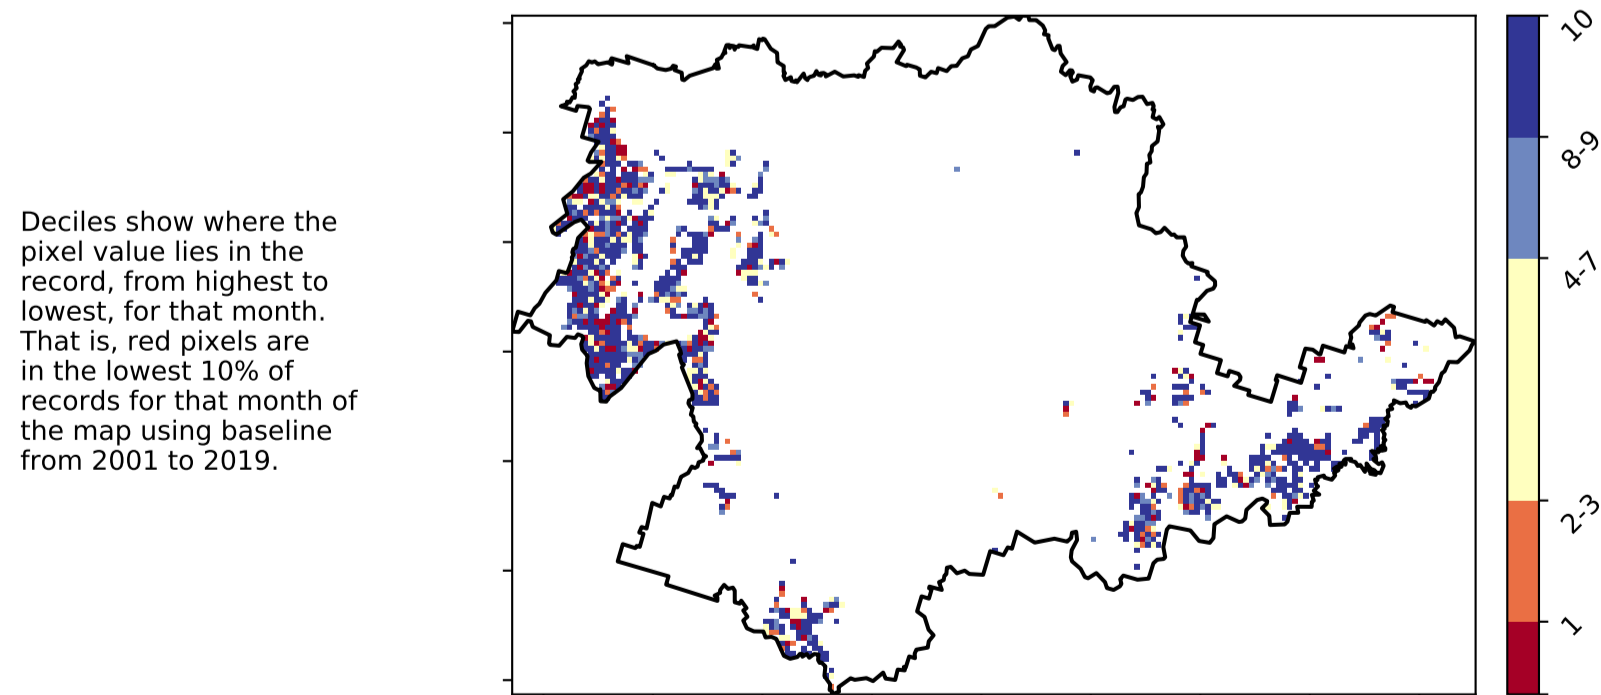 Deciles show where the
pixel value lies in the
record, from highest to
lowest, for that month.
That is, red pixels are
in the lowest 10% of
records for that month of
the map using baseline
from 2001 to 2019.
10
8-9
4-7
2-3
1